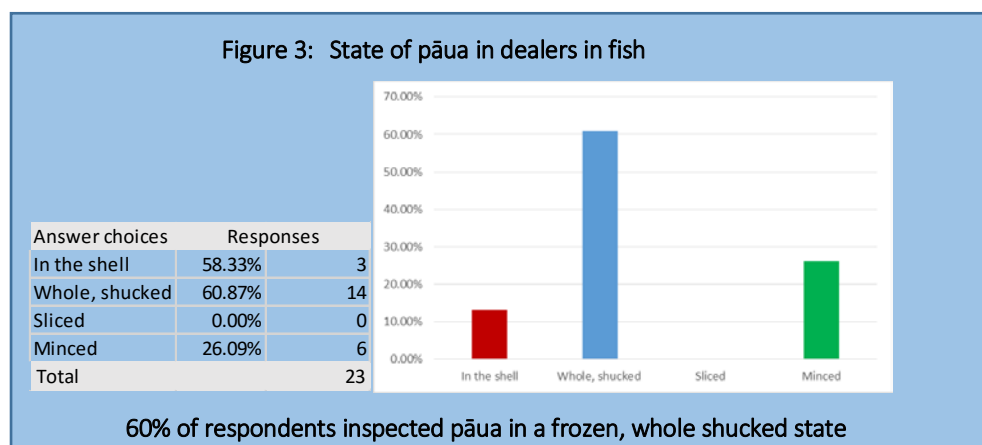 Figure 3: State of pāua in dealers in fish
70.00%
60.00%
50.00%
40.00%
30.00%
20.00%
10.00%
0.00%
In the shell Whole, shucked Sliced Minced
Answer choices Responses
In the shell 58.33% 3
Whole, shucked 60.87% 14
Sliced 0.00% 0
Minced 26.09% 6
Total 23
60% of respondents inspected pāua in a frozen, whole shucked state